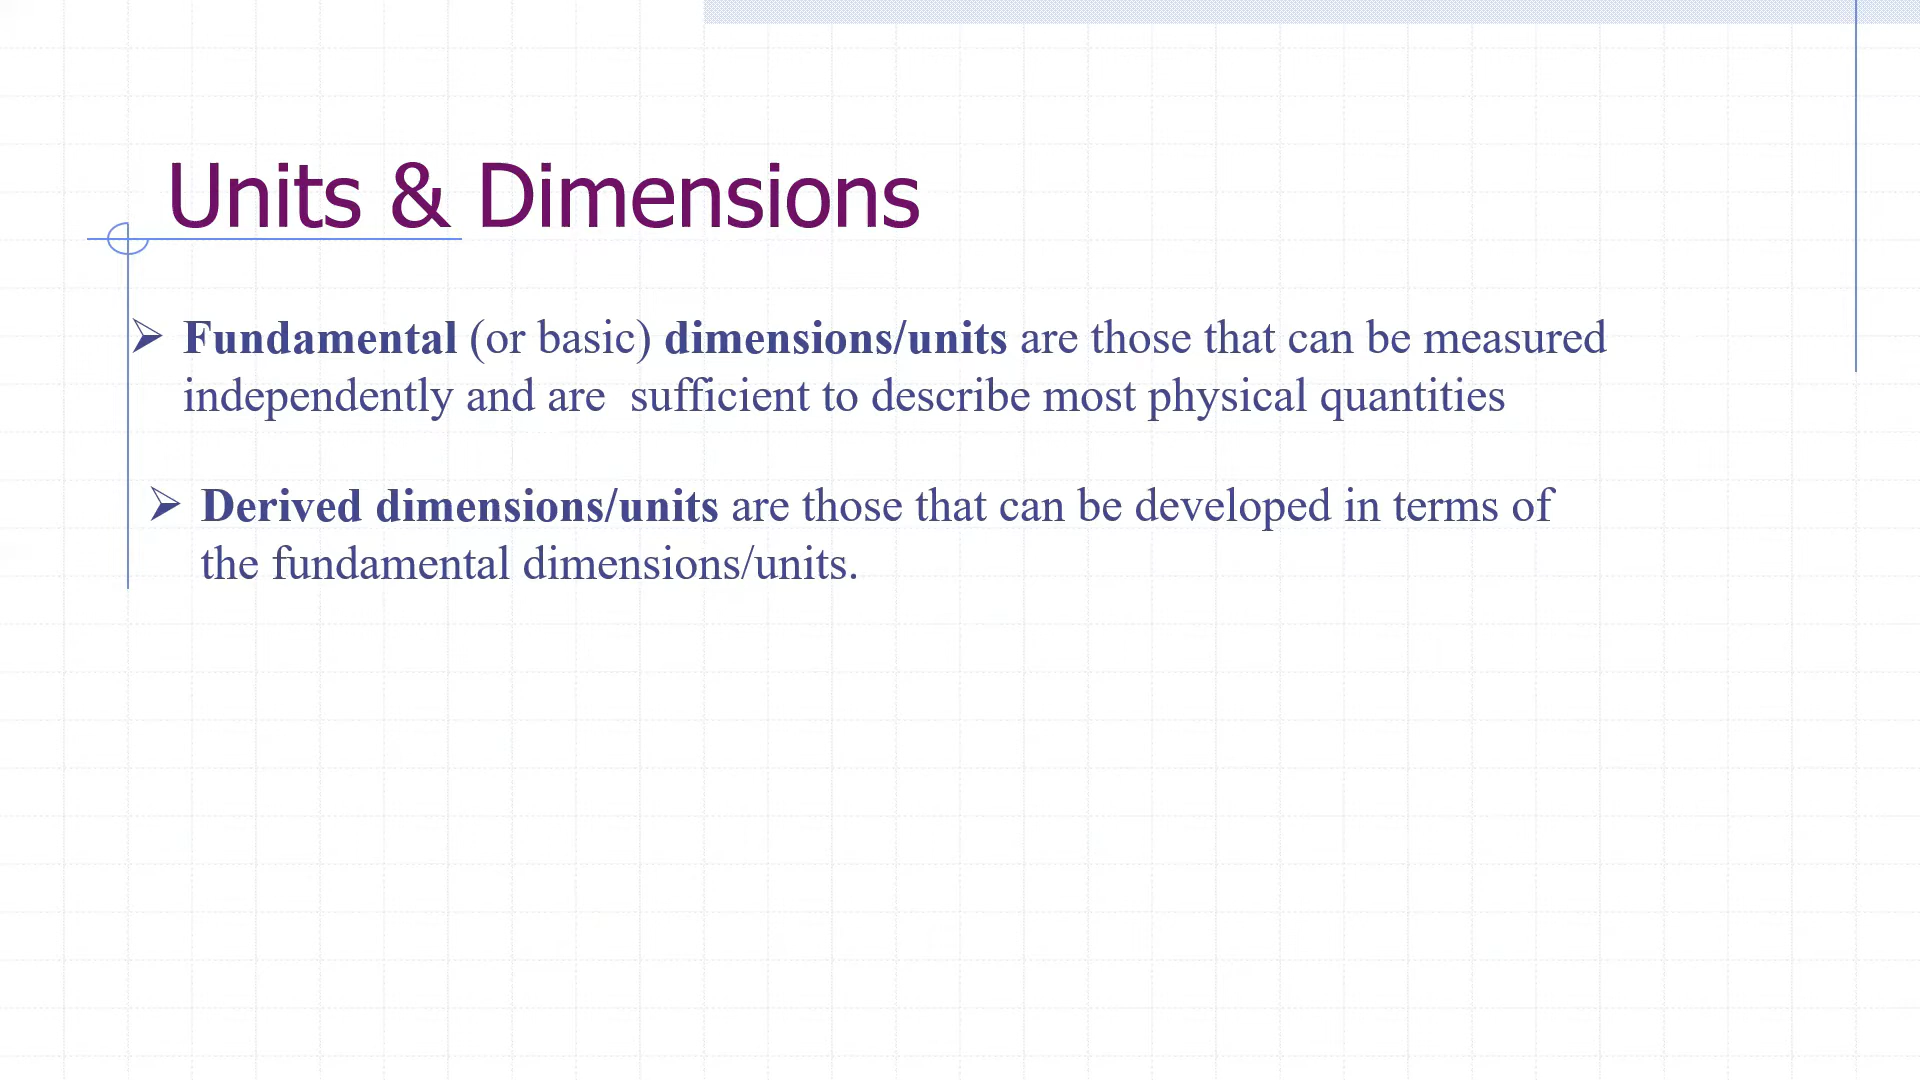 Units & Dimensions
➢ Fundamental (or basic) dimensions/units are those that can be measured
independently and are  sufficient to describe most physical quantities
➢ Derived dimensions/units are those that can be developed in terms of
the fundamental dimensions/units.